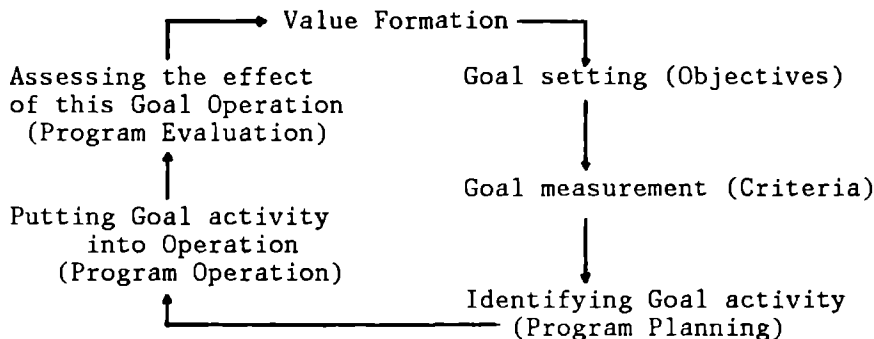 Value Formation
Goal setting (Objectives)
Goal measurement (Criteria)
Identifying Goal activity
(Program Planning)
Putting Goal activity
into Operation
(Program Operation)
Assessing the effect
of this Goal Operation
(Program Evaluation)